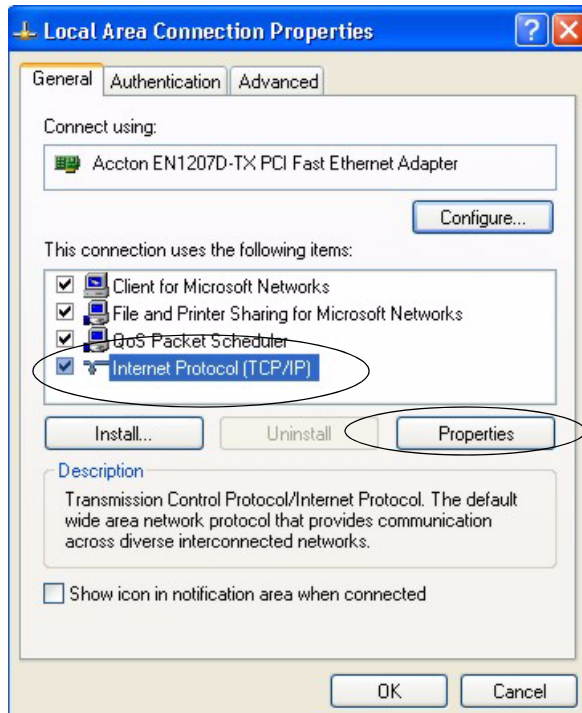 Local Area Connection Properties
General Authentication Advanced
Connect using:
Accton EN1207D-TX PCI Fast Ethernet Adapter
Configure...
This connection uses the following items:
Client for Microsoft Networks
File and Printer Sharing for Microsoft Networks
QoS Packet Scheduler
Internet Protocol (TCP/IP)
Install... Uninstall Properties
Description
Transmission Control Protocol/Internet Protocol. The default
wide area network protocol that provides communication
across diverse interconnected networks.
Show icon in notification area when connected
OK Cancel